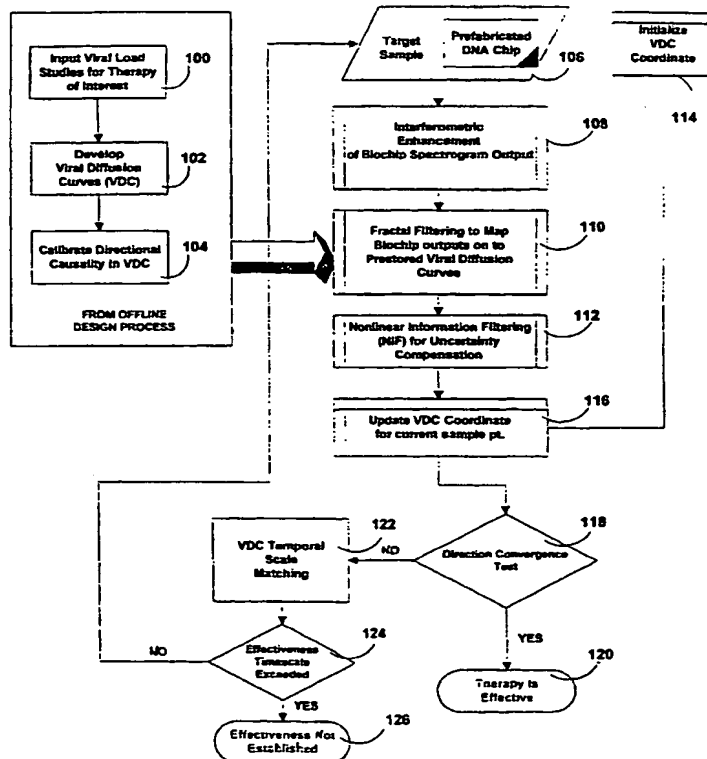 Input Viral Load
Studies for Therapy
of Interest
100
Develop
Viral Diffusion
Curves (VDC)
102
Calibrate Directional
Causality in VDC
104
FROM OFFLINE
DESIGN PROCESS
Target
Sample
Prefabricated
DNA Chip
106
Initialize
VDC
Coordinate
114
Interferometric
Enhancement
of Biochip Spectrogram Output
108
Fractal Filtering to Map
Biochip outputs on to
Prestored Viral Diffusion
Curves
110
Nonlinear Information Filtering
(NIF) for Uncertainty
Compensation
112
Update VDC Coordinate
for current sample pt.
116
Direction Convergence
Test
118
NO
YES
VDC Temporal
Scale
Matching
122
Effectiveness
Timescale
Exceeded
124
NO
YES
Therapy is
Effective
120
Effectiveness Not
Established
126